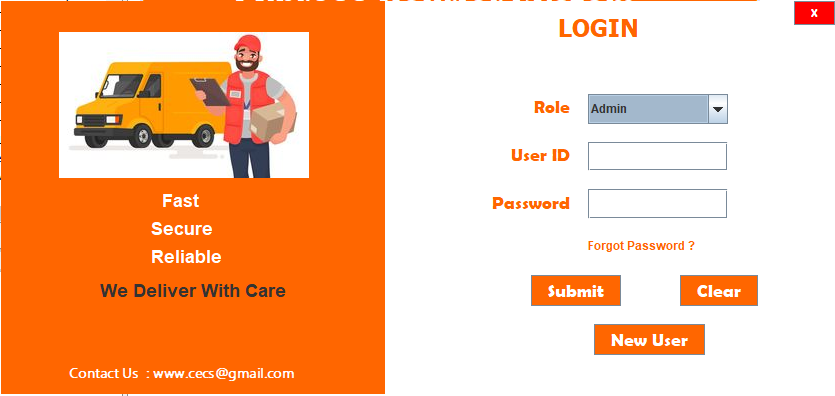 x
LOGIN
Role
Admin
User ID
Password
Forgot Password ?
Submit
Clear
New User
Fast
Secure
Reliable
We Deliver With Care
Contact Us : www.cecs@gmail.com